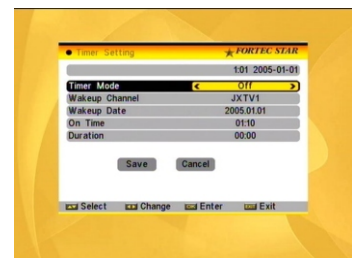 Timer Setting
FORTEC STAR
1:01 2005-01-01
Timer Mode < Off >
Wakeup Channel JXTV1
Wakeup Date 2005.01.01
On Time 01:10
Duration 00:00
Save Cancel
Select Change Enter Exit